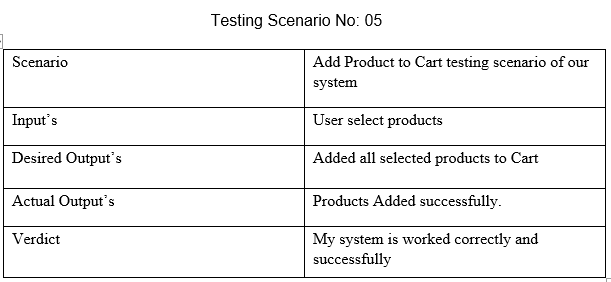 Testing Scenario No: 05
Scenario
Add Product to Cart testing scenario of our
system
Input’s
User select products
Desired Output’s
Added all selected products to Cart
Actual Output’s
Products Added successfully.
Verdict
My system is worked correctly and
successfully